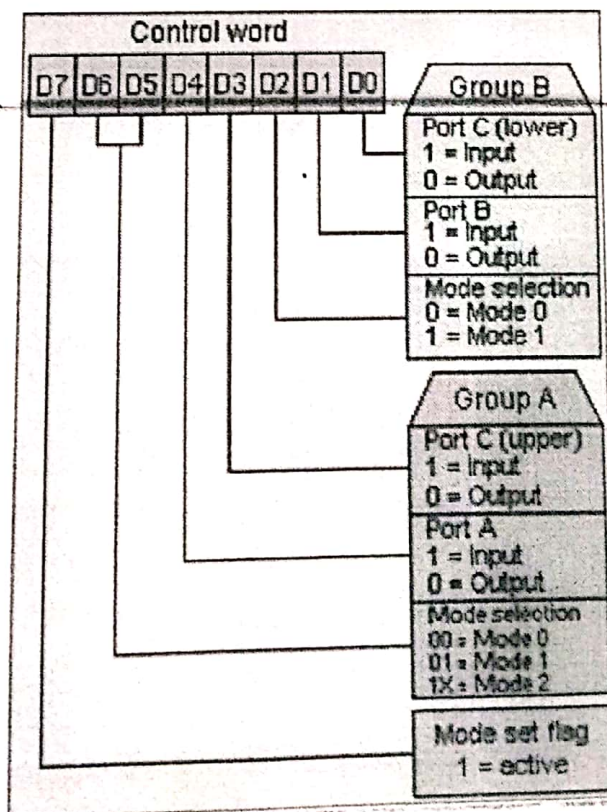 Control word
D7 D6 D5 D4 D3 D2 D1 D0
Group B
Port C (lower)
1 = Input
0 = Output
Port B
1 = Input
0 = Output
Mode selection
0 = Mode 0
1 = Mode 1
Group A
Port C (upper)
1 = Input
0 = Output
Port A
1 = Input
0 = Output
Mode selection
00 = Mode 0
01 = Mode 1
1X = Mode 2
Mode set flag
1 = active